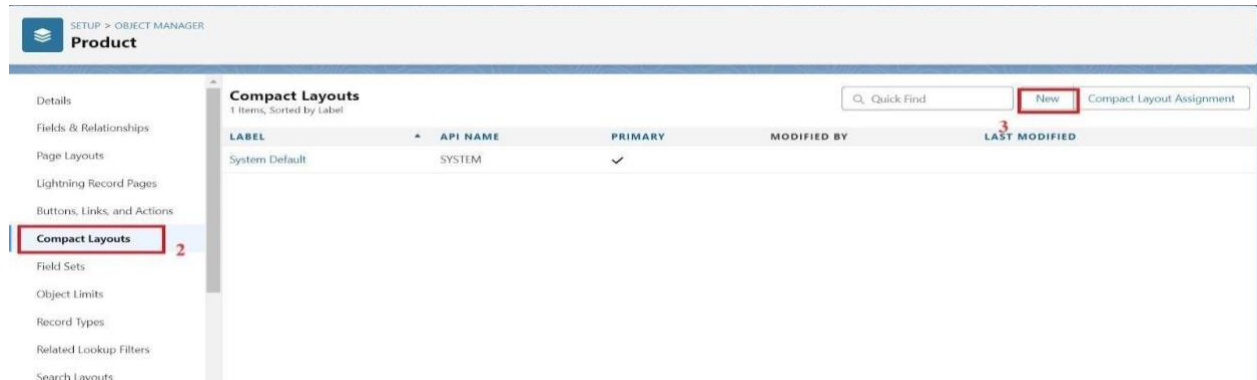 SETUP > OBJECT MANAGER
Product
Details
Fields & Relationships
Page Layouts
Lightning Record Pages
Buttons, Links, and Actions
Compact Layouts
2
Field Sets
Object Limits
Record Types
Related Lookup Filters
Search Layouts
Compact Layouts
1 Items, Sorted by Label
Quick Find
New
Compact Layout Assignment
3
LABEL API NAME PRIMARY MODIFIED BY LAST MODIFIED
System Default SYSTEM